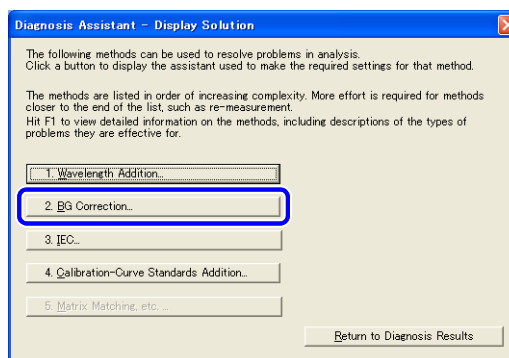 Diagnosis Assistant - Display Solution
The following methods can be used to resolve problems in analysis.
Click a button to display the assistant used to make the required settings for that method.
The methods are listed in order of increasing complexity. More effort is required for methods
closer to the end of the list, such as re-measurement.
Hit F1 to view detailed information on the methods, including descriptions of the types of
problems they are effective for.
1. Wavelength Addition...
2. BG Correction...
3. IEC...
4. Calibration-Curve Standards Addition...
5. Matrix Matching, etc. ...
Return to Diagnosis Results